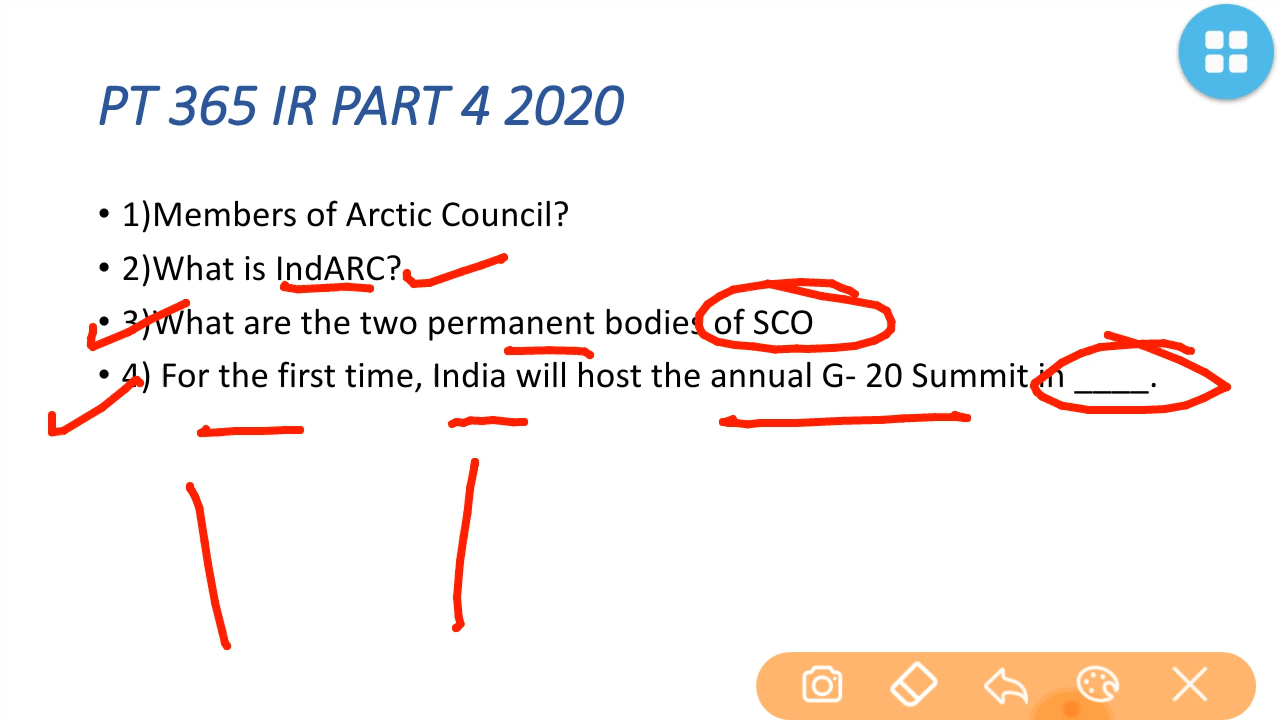 PT 365 IR PART 4 2020
• 1)Members of Arctic Council?
• 2)What is IndARC?
• 3)What are the two permanent bodies of SCO
• 4) For the first time, India will host the annual G- 20 Summit in ____.